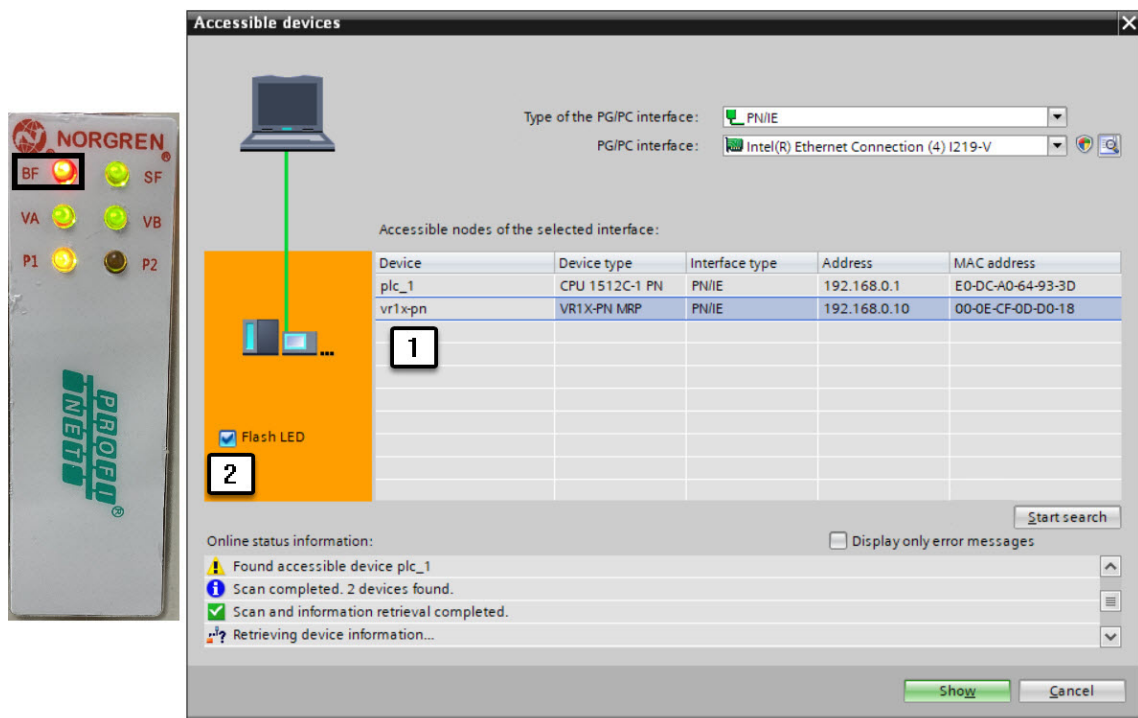 NORGREN®
BF SF
VA VB
P1 P2
PROFI
NET®
Accessible devices
Type of the PG/PC interface: PN/IE
PG/PC interface: Intel(R) Ethernet Connection (4) I219-V
Accessible nodes of the selected interface:
Device Device type Interface type Address MAC address
plc_1 CPU 1512C-1 PN PN/IE 192.168.0.1 E0-DC-A0-64-93-3D
vr1x-pn VR1X-PN MRP PN/IE 192.168.0.10 00-0E-CF-0D-D0-18
1
Flash LED
2
Start search
Online status information: Display only error messages
Found accessible device plc_1
Scan completed. 2 devices found.
Scan and information retrieval completed.
Retrieving device information...
Show Cancel